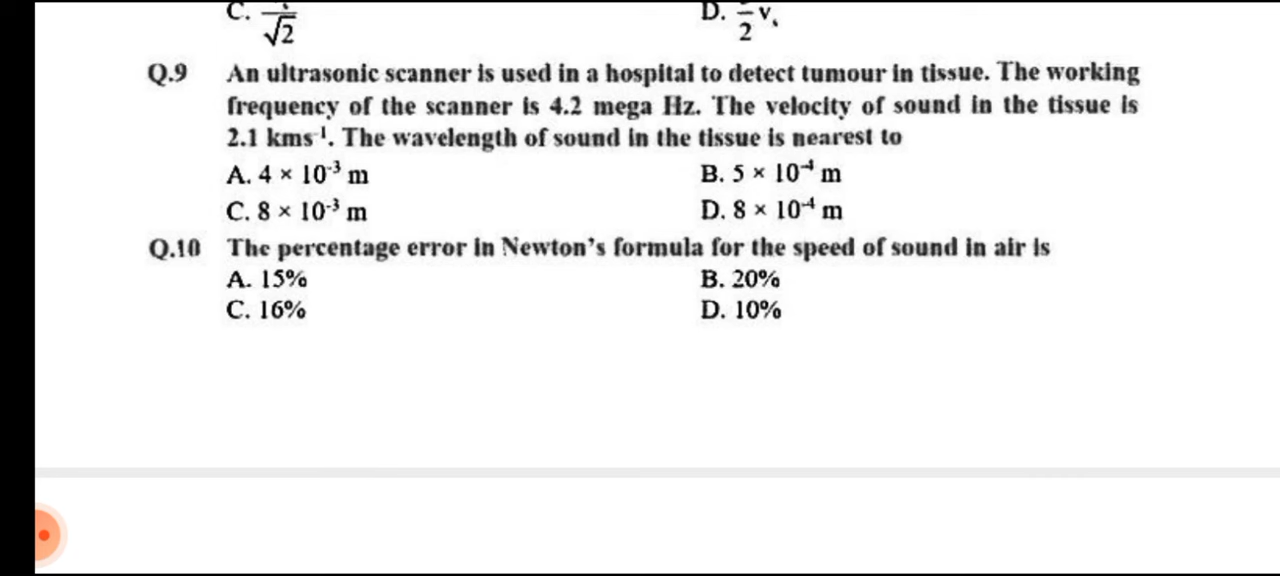 C. √2
D. 2 v
Q.9 An ultrasonic scanner is used in a hospital to detect tumour in tissue. The working
frequency of the scanner is 4.2 mega Hz. The velocity of sound in the tissue is
2.1 kms⁻¹. The wavelength of sound in the tissue is nearest to
A. 4 × 10⁻³ m B. 5 × 10⁻⁴ m
C. 8 × 10⁻³ m D. 8 × 10⁻⁴ m
Q.10 The percentage error in Newton's formula for the speed of sound in air is
A. 15% B. 20%
C. 16% D. 10%